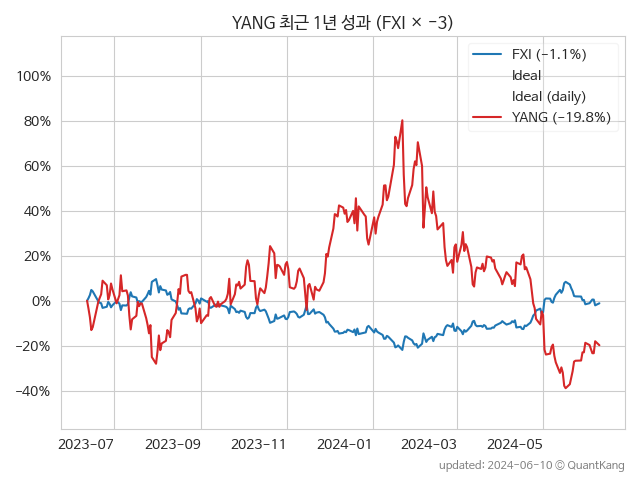 YANG 최근 1년 성과 (FXI × −3)
FXI (−1.1%)
Ideal
Ideal (daily)
YANG (−19.8%)
100%
80%
60%
40%
20%
0%
−20%
−40%
2023-07
2023-09
2023-11
2024-01
2024-03
2024-05
updated: 2024-06-10 © QuantKang